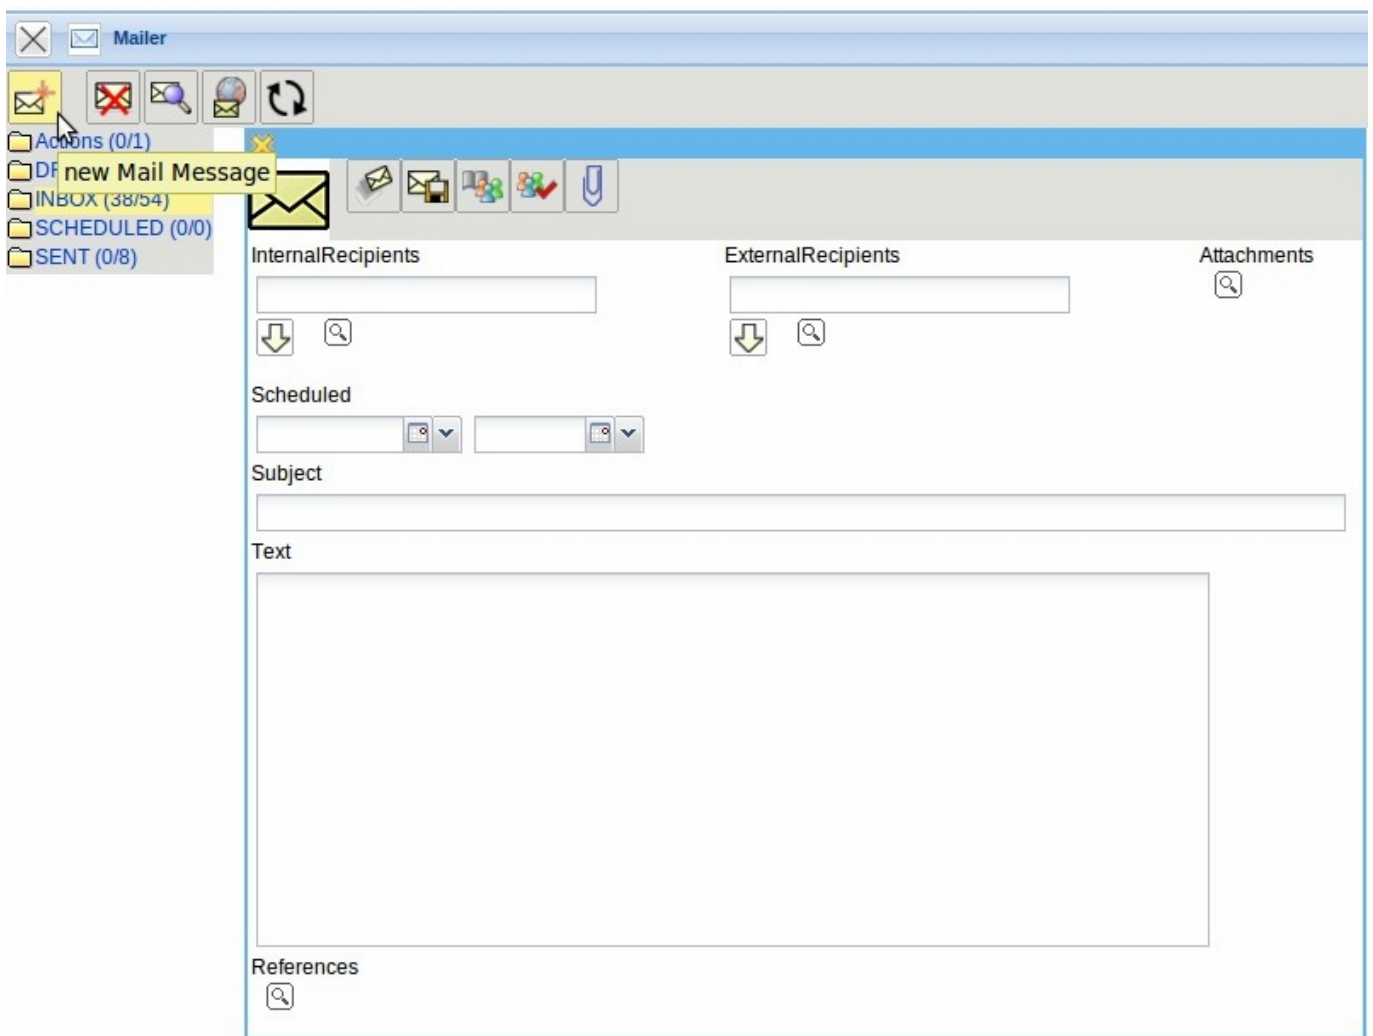 Mailer
Actions (0/1)
new Mail Message
INBOX (38/54)
SCHEDULED (0/0)
SENT (0/8)
InternalRecipients
ExternalRecipients
Attachments
Scheduled
Subject
Text
References